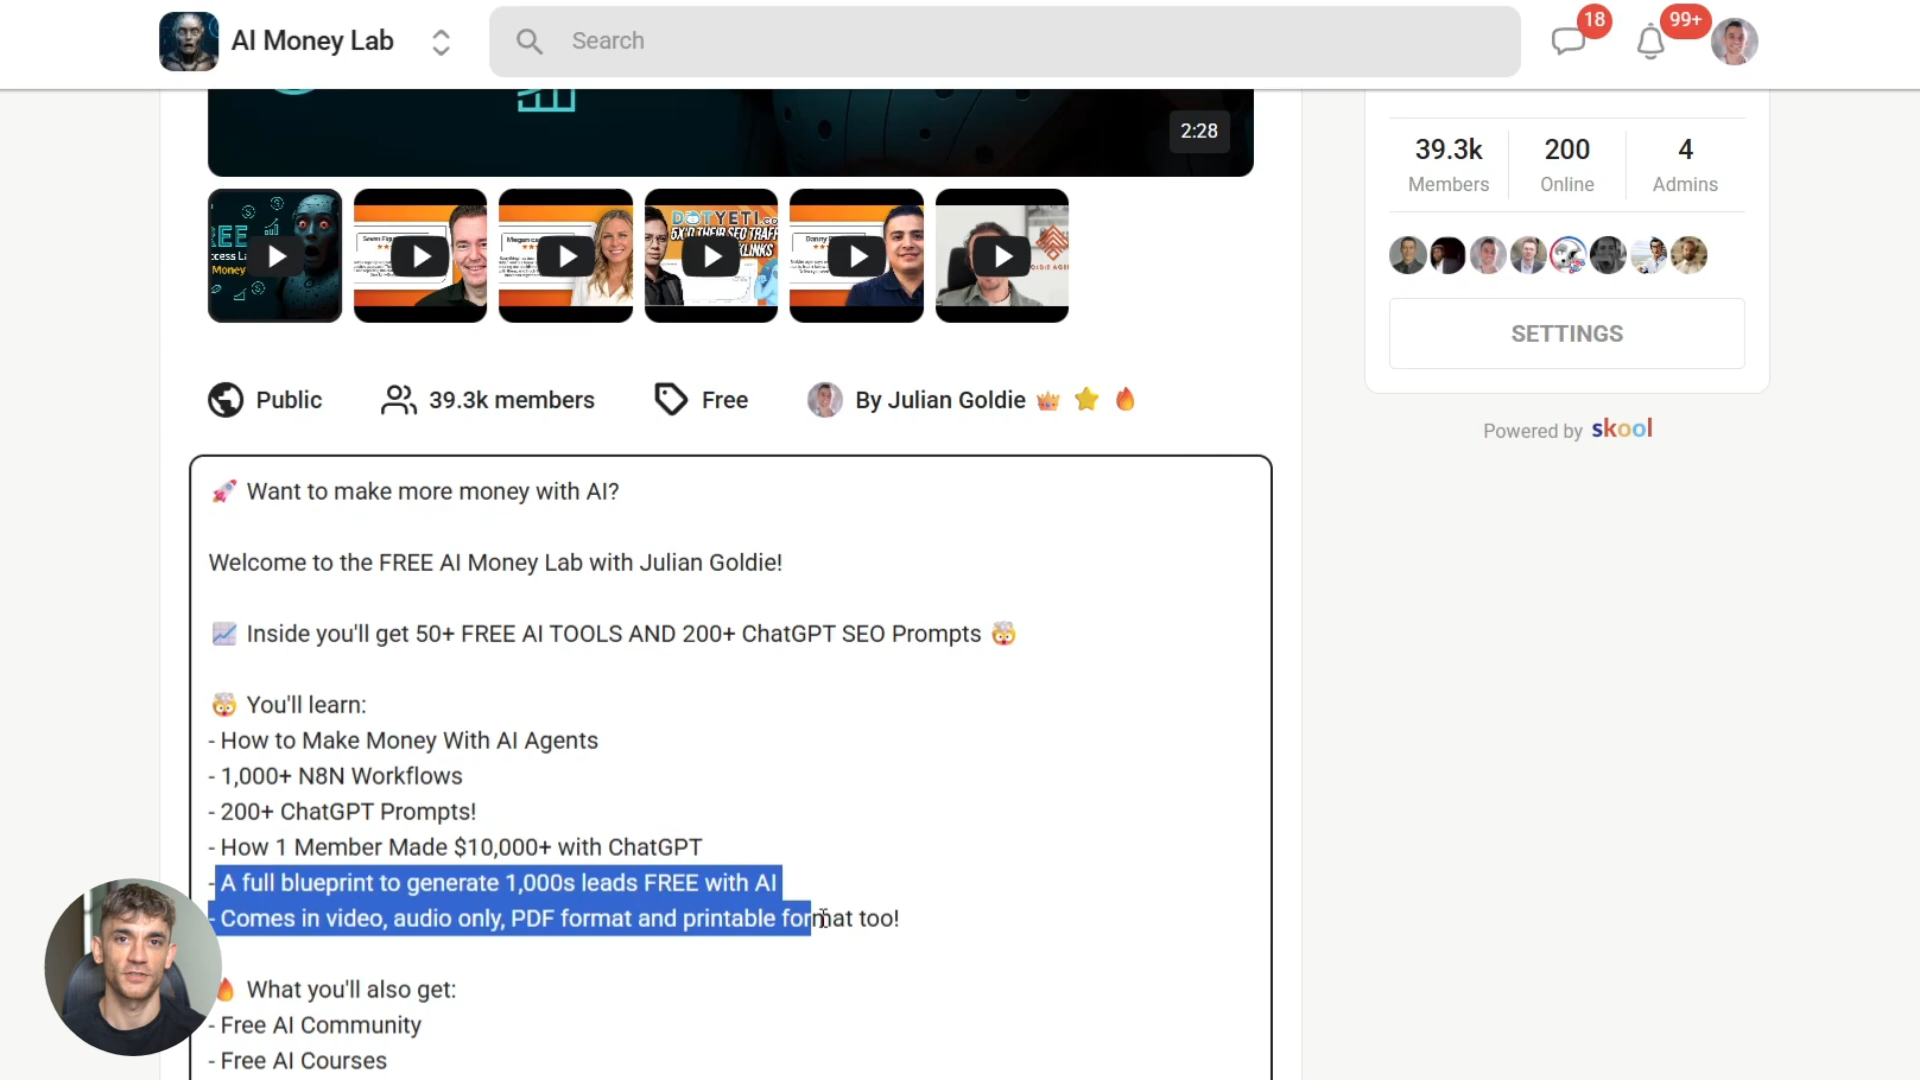 AI Money Lab
Search
18
99+
2:28
39.3k
Members
200
Online
4
Admins
SETTINGS
Powered by skool
Public
39.3k members
Free
By Julian Goldie 👑 ⭐ 🔥
🚀 Want to make more money with AI?
Welcome to the FREE AI Money Lab with Julian Goldie!
📈 Inside you'll get 50+ FREE AI TOOLS AND 200+ ChatGPT SEO Prompts 🤯
🤯 You'll learn:
- How to Make Money With AI Agents
- 1,000+ N8N Workflows
- 200+ ChatGPT Prompts!
- How 1 Member Made $10,000+ with ChatGPT
- A full blueprint to generate 1,000s leads FREE with AI
- Comes in video, audio only, PDF format and printable format too!
🔥 What you'll also get:
- Free AI Community
- Free AI Courses